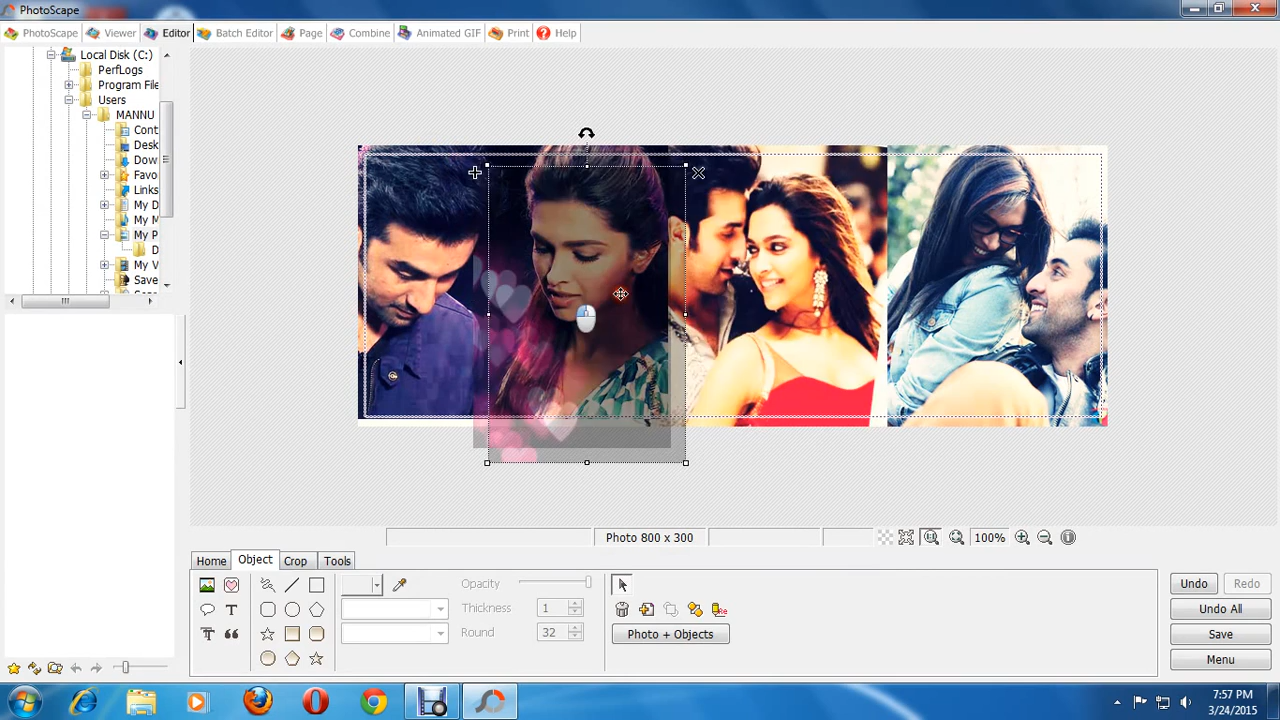 PhotoScape
PhotoScape Viewer Editor Batch Editor Page Combine Animated GIF Print Help
Local Disk (C:)
PerfLogs
Program File
Users
MANNU
Cont
Desk
Dow
Favo
Links
My D
My M
My P
D
My V
Save
Photo 800 x 300
100%
Home Object Crop Tools
Opacity
Thickness 1
Round 32
Photo + Objects
Undo Redo
Undo All
Save
Menu
7:57 PM
3/24/2015